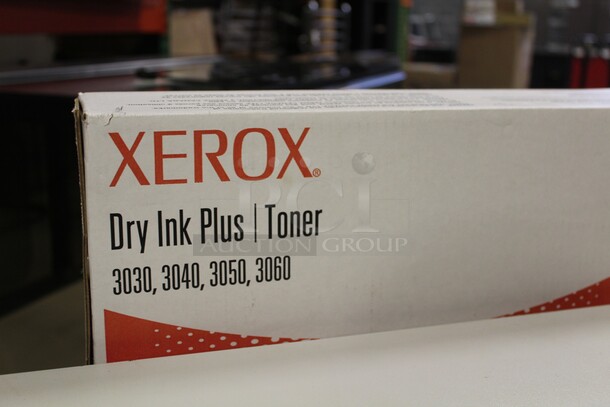 XEROX®
Dry Ink Plus | Toner
3030, 3040, 3050, 3060
PCI
AUCTION GROUP